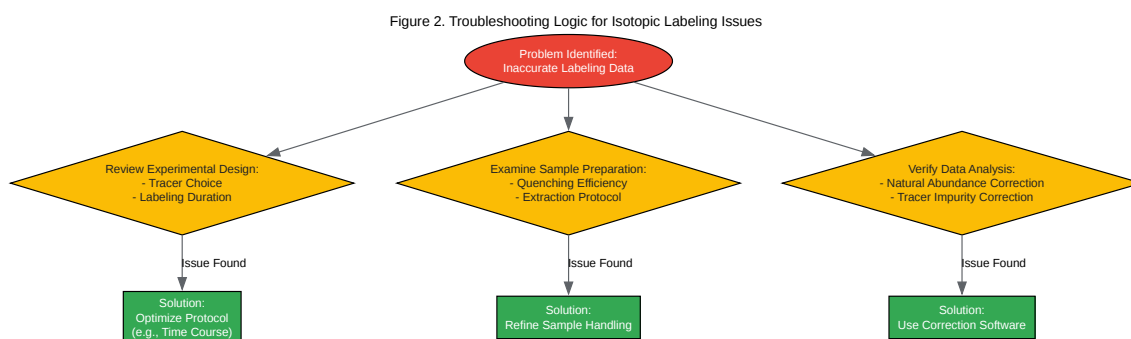 Figure 2. Troubleshooting Logic for Isotopic Labeling Issues
Problem Identified:
Inaccurate Labeling Data
Review Experimental Design:
- Tracer Choice
- Labeling Duration
Examine Sample Preparation:
- Quenching Efficiency
- Extraction Protocol
Verify Data Analysis:
- Natural Abundance Correction
- Tracer Impurity Correction
Issue Found
Issue Found
Issue Found
Solution:
Optimize Protocol
(e.g., Time Course)
Solution:
Refine Sample Handling
Solution:
Use Correction Software